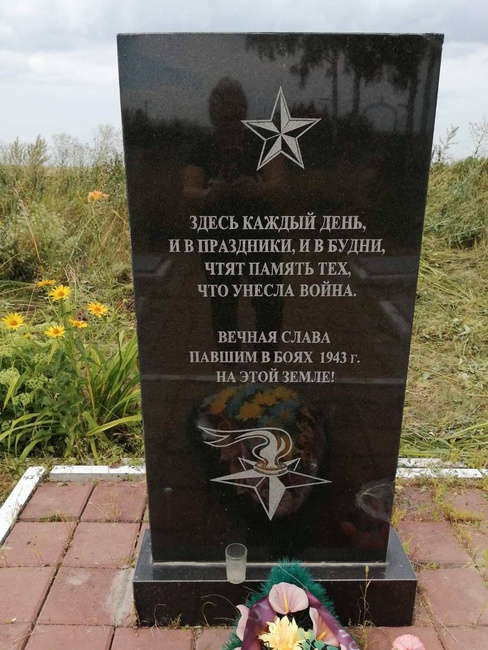 ЗДЕСЬ КАЖДЫЙ ДЕНЬ,
И В ПРАЗДНИКИ, И В БУДНИ,
ЧТЯТ ПАМЯТЬ ТЕХ,
ЧТО УНЕСЛА ВОЙНА.
ВЕЧНАЯ СЛАВА
ПАВШИМ В БОЯХ 1943 г.
НА ЭТОЙ ЗЕМЛЕ!